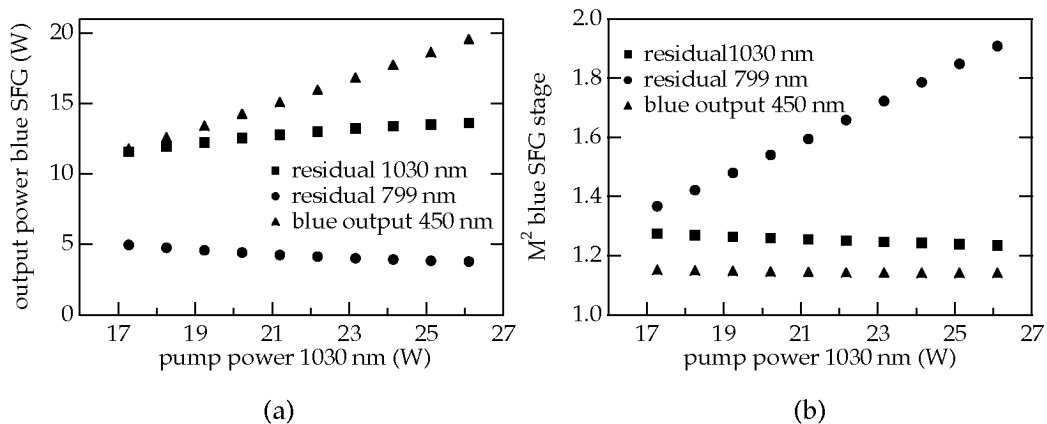 output power blue SFG (W)
20
15
10
5
0
residual 1030 nm
residual 799 nm
blue output 450 nm
17 19 21 23 25 27
pump power 1030 nm (W)
(a)
M² blue SFG stage
2.0
1.8
1.6
1.4
1.2
1.0
residual1030 nm
residual 799 nm
blue output 450 nm
17 19 21 23 25 27
pump power 1030 nm (W)
(b)